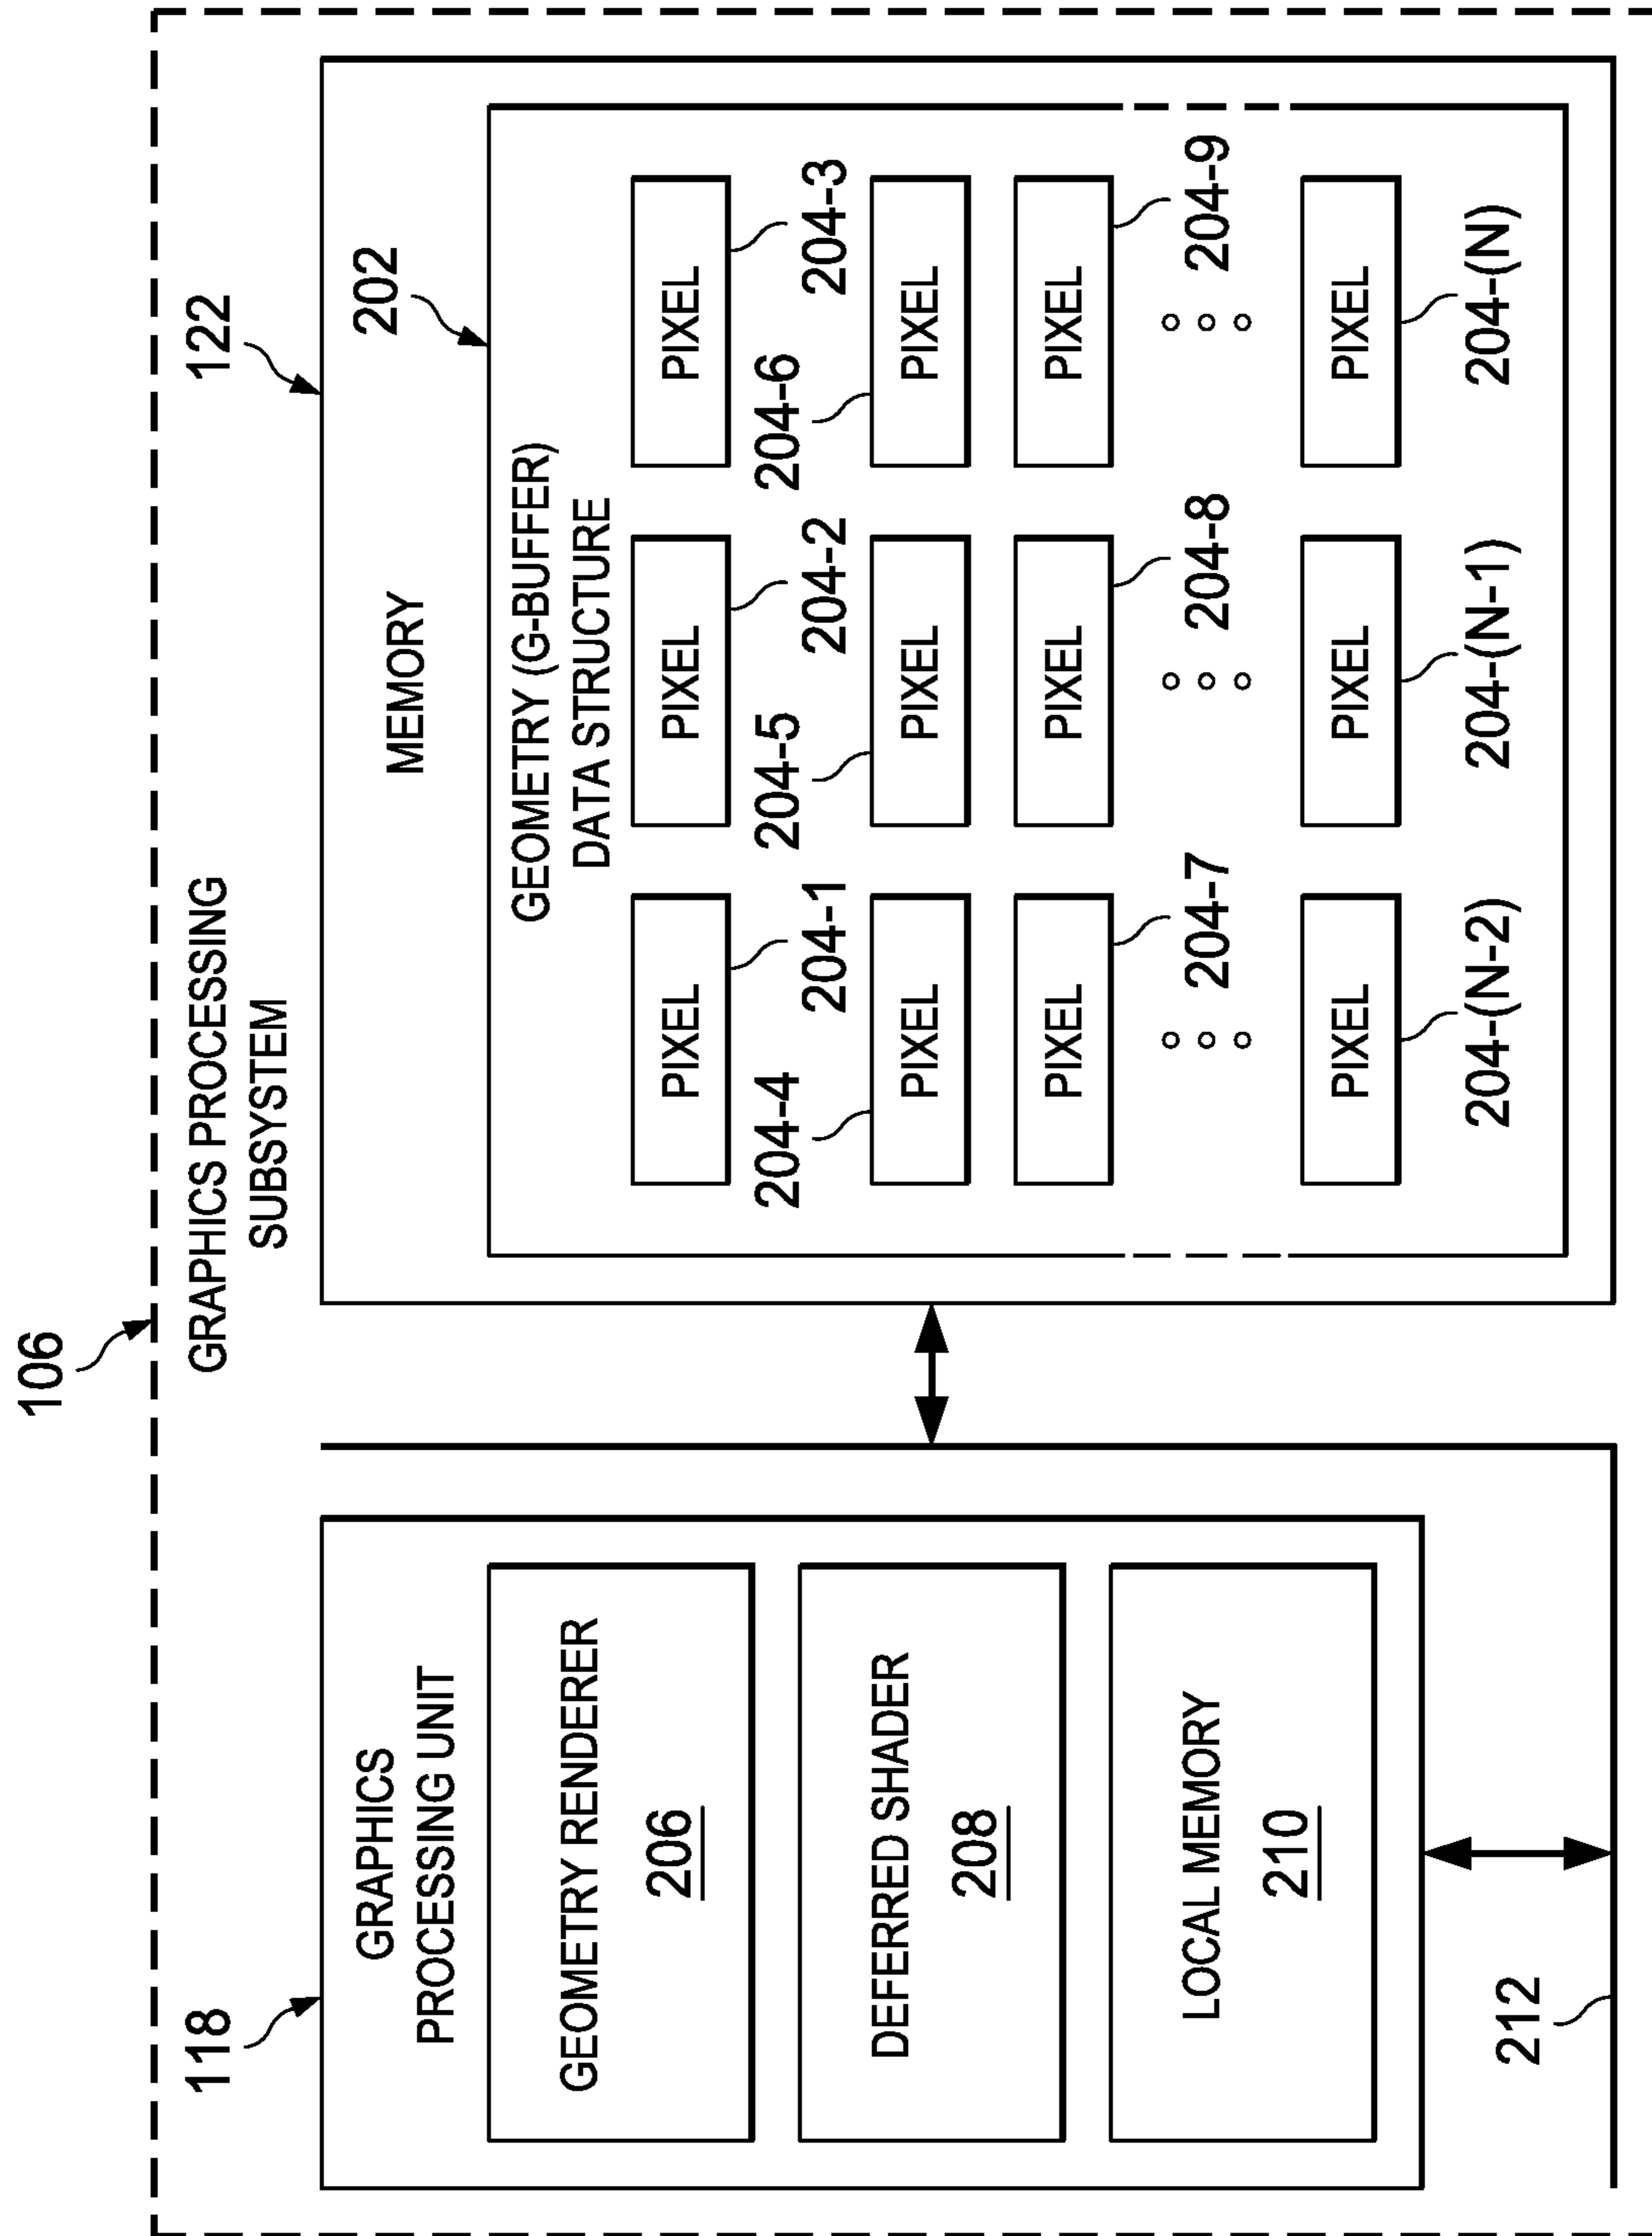 106
GRAPHICS PROCESSING
SUBSYSTEM
118
GRAPHICS
PROCESSING UNIT
GEOMETRY RENDERER
206
DEFERRED SHADER
208
LOCAL MEMORY
210
212
122
MEMORY
202
GEOMETRY (G-BUFFER)
DATA STRUCTURE
PIXEL PIXEL PIXEL
204-1 204-2 204-3
204-4 204-5 204-6
PIXEL PIXEL PIXEL
PIXEL PIXEL PIXEL
204-7 204-8 204-9
PIXEL PIXEL PIXEL
204-(N-2) 204-(N-1) 204-(N)